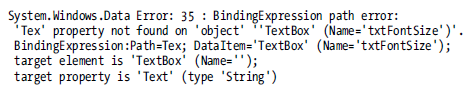 System.Windows.Data Error: 35 : BindingExpression path error:
'Tex' property not found on 'object' ''TextBox' (Name='txtFontSize')'.
BindingExpression:Path=Tex; DataItem='TextBox' (Name='txtFontSize');
target element is 'TextBox' (Name='');
target property is 'Text' (type 'String')